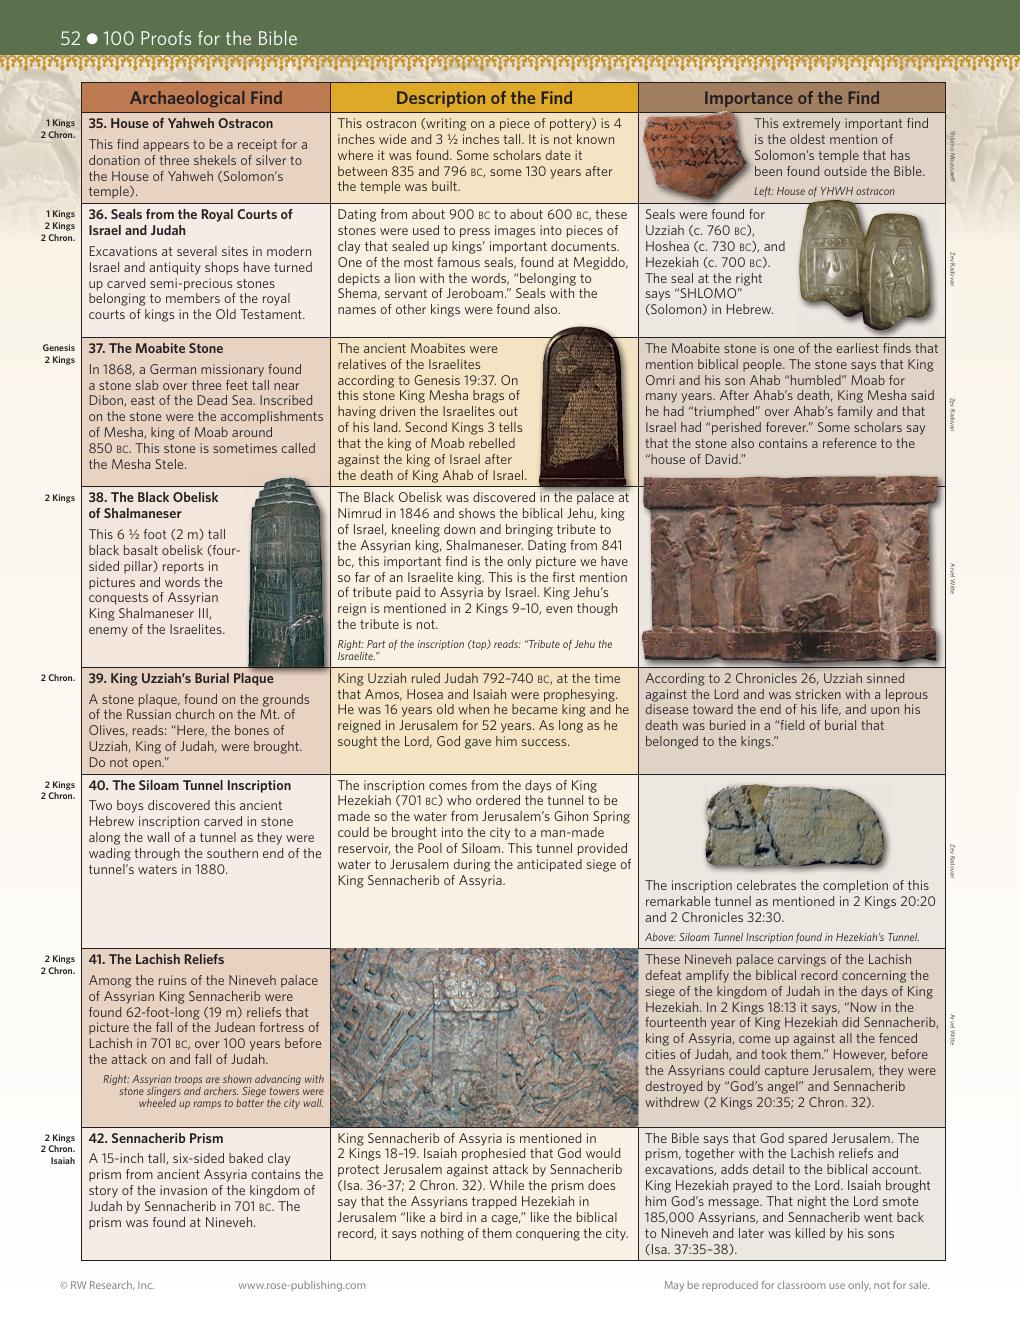 52 ● 100 Proofs for the Bible
Archaeological Find
Description of the Find
Importance of the Find
1 Kings
2 Chron.
35. House of Yahweh Ostracon
This find appears to be a receipt for a
donation of three shekels of silver to
the House of Yahweh (Solomon’s
temple).
This ostracon (writing on a piece of pottery) is 4
inches wide and 3 ½ inches tall. It is not known
where it was found. Some scholars date it
between 835 and 796 BC, some 130 years after
the temple was built.
This extremely important find
is the oldest mention of
Solomon’s temple that has
been found outside the Bible.
Left: House of YHWH ostracon
1 Kings
2 Kings
2 Chron.
36. Seals from the Royal Courts of
Israel and Judah
Excavations at several sites in modern
Israel and antiquity shops have turned
up carved semi-precious stones
belonging to members of the royal
courts of kings in the Old Testament.
Dating from about 900 BC to about 600 BC, these
stones were used to press images into pieces of
clay that sealed up kings’ important documents.
One of the most famous seals, found at Megiddo,
depicts a lion with the words, “belonging to
Shema, servant of Jeroboam.” Seals with the
names of other kings were found also.
Seals were found for
Uzziah (c. 760 BC),
Hoshea (c. 730 BC), and
Hezekiah (c. 700 BC).
The seal at the right
says “SHLOMO”
(Solomon) in Hebrew.
Zev Radovan
Genesis
2 Kings
37. The Moabite Stone
In 1868, a German missionary found
a stone slab over three feet tall near
Dibon, east of the Dead Sea. Inscribed
on the stone were the accomplishments
of Mesha, king of Moab around
850 BC. This stone is sometimes called
the Mesha Stele.
The ancient Moabites were
relatives of the Israelites
according to Genesis 19:37. On
this stone King Mesha brags of
having driven the Israelites out
of his land. Second Kings 3 tells
that the king of Moab rebelled
against the king of Israel after
the death of King Ahab of Israel.
The Moabite stone is one of the earliest finds that
mention biblical people. The stone says that King
Omri and his son Ahab “humbled” Moab for
many years. After Ahab’s death, King Mesha said
he had “triumphed” over Ahab’s family and that
Israel had “perished forever.” Some scholars say
that the stone also contains a reference to the
“house of David.”
Zev Radovan
2 Kings
38. The Black Obelisk
of Shalmaneser
This 6 ½ foot (2 m) tall
black basalt obelisk (four-
sided pillar) reports in
pictures and words the
conquests of Assyrian
King Shalmaneser III,
enemy of the Israelites.
The Black Obelisk was discovered in the palace at
Nimrud in 1846 and shows the biblical Jehu, king
of Israel, kneeling down and bringing tribute to
the Assyrian king, Shalmaneser. Dating from 841
bc, this important find is the only picture we have
so far of an Israelite king. This is the first mention
of tribute paid to Assyria by Israel. King Jehu’s
reign is mentioned in 2 Kings 9–10, even though
the tribute is not.
Right: Part of the inscription (top) reads: “Tribute of Jehu the
Israelite.”
Arvel Witte
2 Chron.
39. King Uzziah’s Burial Plaque
A stone plaque, found on the grounds
of the Russian church on the Mt. of
Olives, reads: “Here, the bones of
Uzziah, King of Judah, were brought.
Do not open.”
King Uzziah ruled Judah 792–740 BC, at the time
that Amos, Hosea and Isaiah were prophesying.
He was 16 years old when he became king and he
reigned in Jerusalem for 52 years. As long as he
sought the Lord, God gave him success.
According to 2 Chronicles 26, Uzziah sinned
against the Lord and was stricken with a leprous
disease toward the end of his life, and upon his
death was buried in a “field of burial that
belonged to the kings.”
2 Kings
2 Chron.
40. The Siloam Tunnel Inscription
Two boys discovered this ancient
Hebrew inscription carved in stone
along the wall of a tunnel as they were
wading through the southern end of the
tunnel’s waters in 1880.
The inscription comes from the days of King
Hezekiah (701 BC) who ordered the tunnel to be
made so the water from Jerusalem’s Gihon Spring
could be brought into the city to a man-made
reservoir, the Pool of Siloam. This tunnel provided
water to Jerusalem during the anticipated siege of
King Sennacherib of Assyria.
The inscription celebrates the completion of this
remarkable tunnel as mentioned in 2 Kings 20:20
and 2 Chronicles 32:30.
Above: Siloam Tunnel Inscription found in Hezekiah’s Tunnel.
Zev Radovan
2 Kings
2 Chron.
41. The Lachish Reliefs
Among the ruins of the Nineveh palace
of Assyrian King Sennacherib were
found 62-foot-long (19 m) reliefs that
picture the fall of the Judean fortress of
Lachish in 701 BC, over 100 years before
the attack on and fall of Judah.
Right: Assyrian troops are shown advancing with
stone slingers and archers. Siege towers were
wheeled up ramps to batter the city wall.
These Nineveh palace carvings of the Lachish
defeat amplify the biblical record concerning the
siege of the kingdom of Judah in the days of King
Hezekiah. In 2 Kings 18:13 it says, “Now in the
fourteenth year of King Hezekiah did Sennacherib,
king of Assyria, come up against all the fenced
cities of Judah, and took them.” However, before
the Assyrians could capture Jerusalem, they were
destroyed by “God’s angel” and Sennacherib
withdrew (2 Kings 20:35; 2 Chron. 32).
Arvel Witte
2 Kings
2 Chron.
Isaiah
42. Sennacherib Prism
A 15-inch tall, six-sided baked clay
prism from ancient Assyria contains the
story of the invasion of the kingdom of
Judah by Sennacherib in 701 BC. The
prism was found at Nineveh.
King Sennacherib of Assyria is mentioned in
2 Kings 18–19. Isaiah prophesied that God would
protect Jerusalem against attack by Sennacherib
(Isa. 36-37; 2 Chron. 32). While the prism does
say that the Assyrians trapped Hezekiah in
Jerusalem “like a bird in a cage,” like the biblical
record, it says nothing of them conquering the city.
The Bible says that God spared Jerusalem. The
prism, together with the Lachish reliefs and
excavations, adds detail to the biblical account.
King Hezekiah prayed to the Lord. Isaiah brought
him God’s message. That night the Lord smote
185,000 Assyrians, and Sennacherib went back
to Nineveh and later was killed by his sons
(Isa. 37:35–38).
© RW Research, Inc.
www.rose-publishing.com
May be reproduced for classroom use only, not for sale.